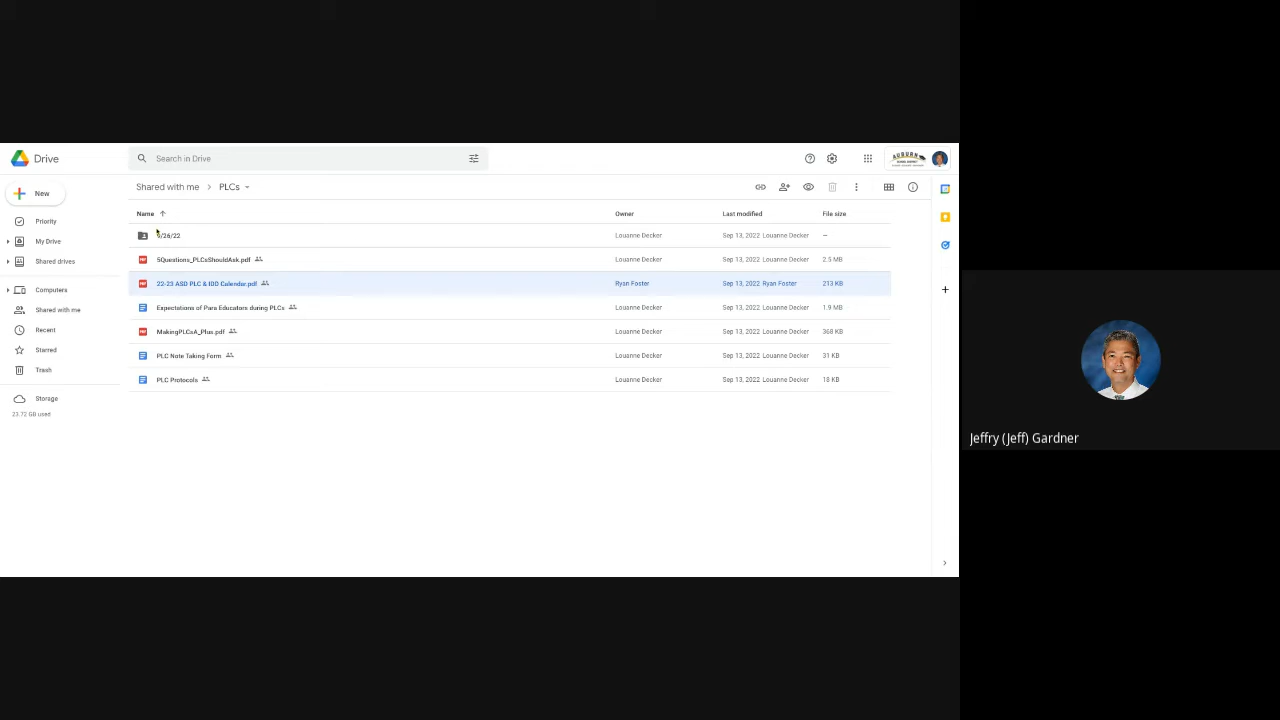 Drive
Search in Drive
AUBURN
New
Shared with me > PLCs
Priority
My Drive
Shared drives
Computers
Shared with me
Recent
Starred
Trash
Storage
23.72 GB used
Name Owner Last modified File size
/26/22 Louanne Decker Sep 13, 2022 Louanne Decker –
5Questions_PLCsShouldAsk.pdf Louanne Decker Sep 13, 2022 Louanne Decker 2.5 MB
22-23 ASD PLC & IDD Calendar.pdf Ryan Foster Sep 13, 2022 Ryan Foster 213 KB
Expectations of Para Educators during PLCs Louanne Decker Sep 13, 2022 Louanne Decker 1.9 MB
MakingPLCsA_Plus.pdf Louanne Decker Sep 13, 2022 Louanne Decker 368 KB
PLC Note Taking Form Louanne Decker Sep 13, 2022 Louanne Decker 31 KB
PLC Protocols Louanne Decker Sep 13, 2022 Louanne Decker 18 KB
Jeffry (Jeff) Gardner